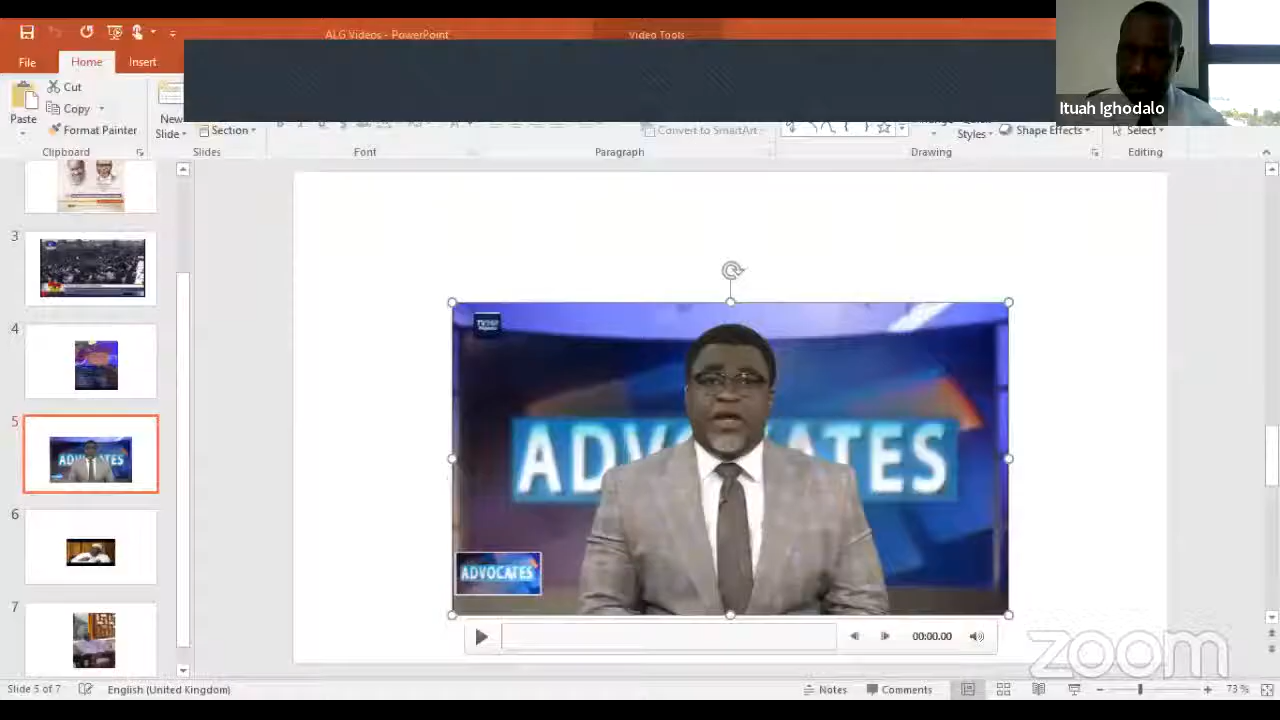 ALG Videos - PowerPoint
Video Tools
File
Home
Insert
Ituah Ighodalo
Cut
Copy
Paste
Format Painter
New
Slide
Section
Convert to SmartArt
Styles
Shape Effects
Select
Clipboard
Slides
Font
Paragraph
Drawing
Editing
3
4
5
6
7
ADVOCATES
ADVOCATES
ADVOCATES
00:00.00
zoom
Slide 5 of 7
English (United Kingdom)
Notes
Comments
73 %